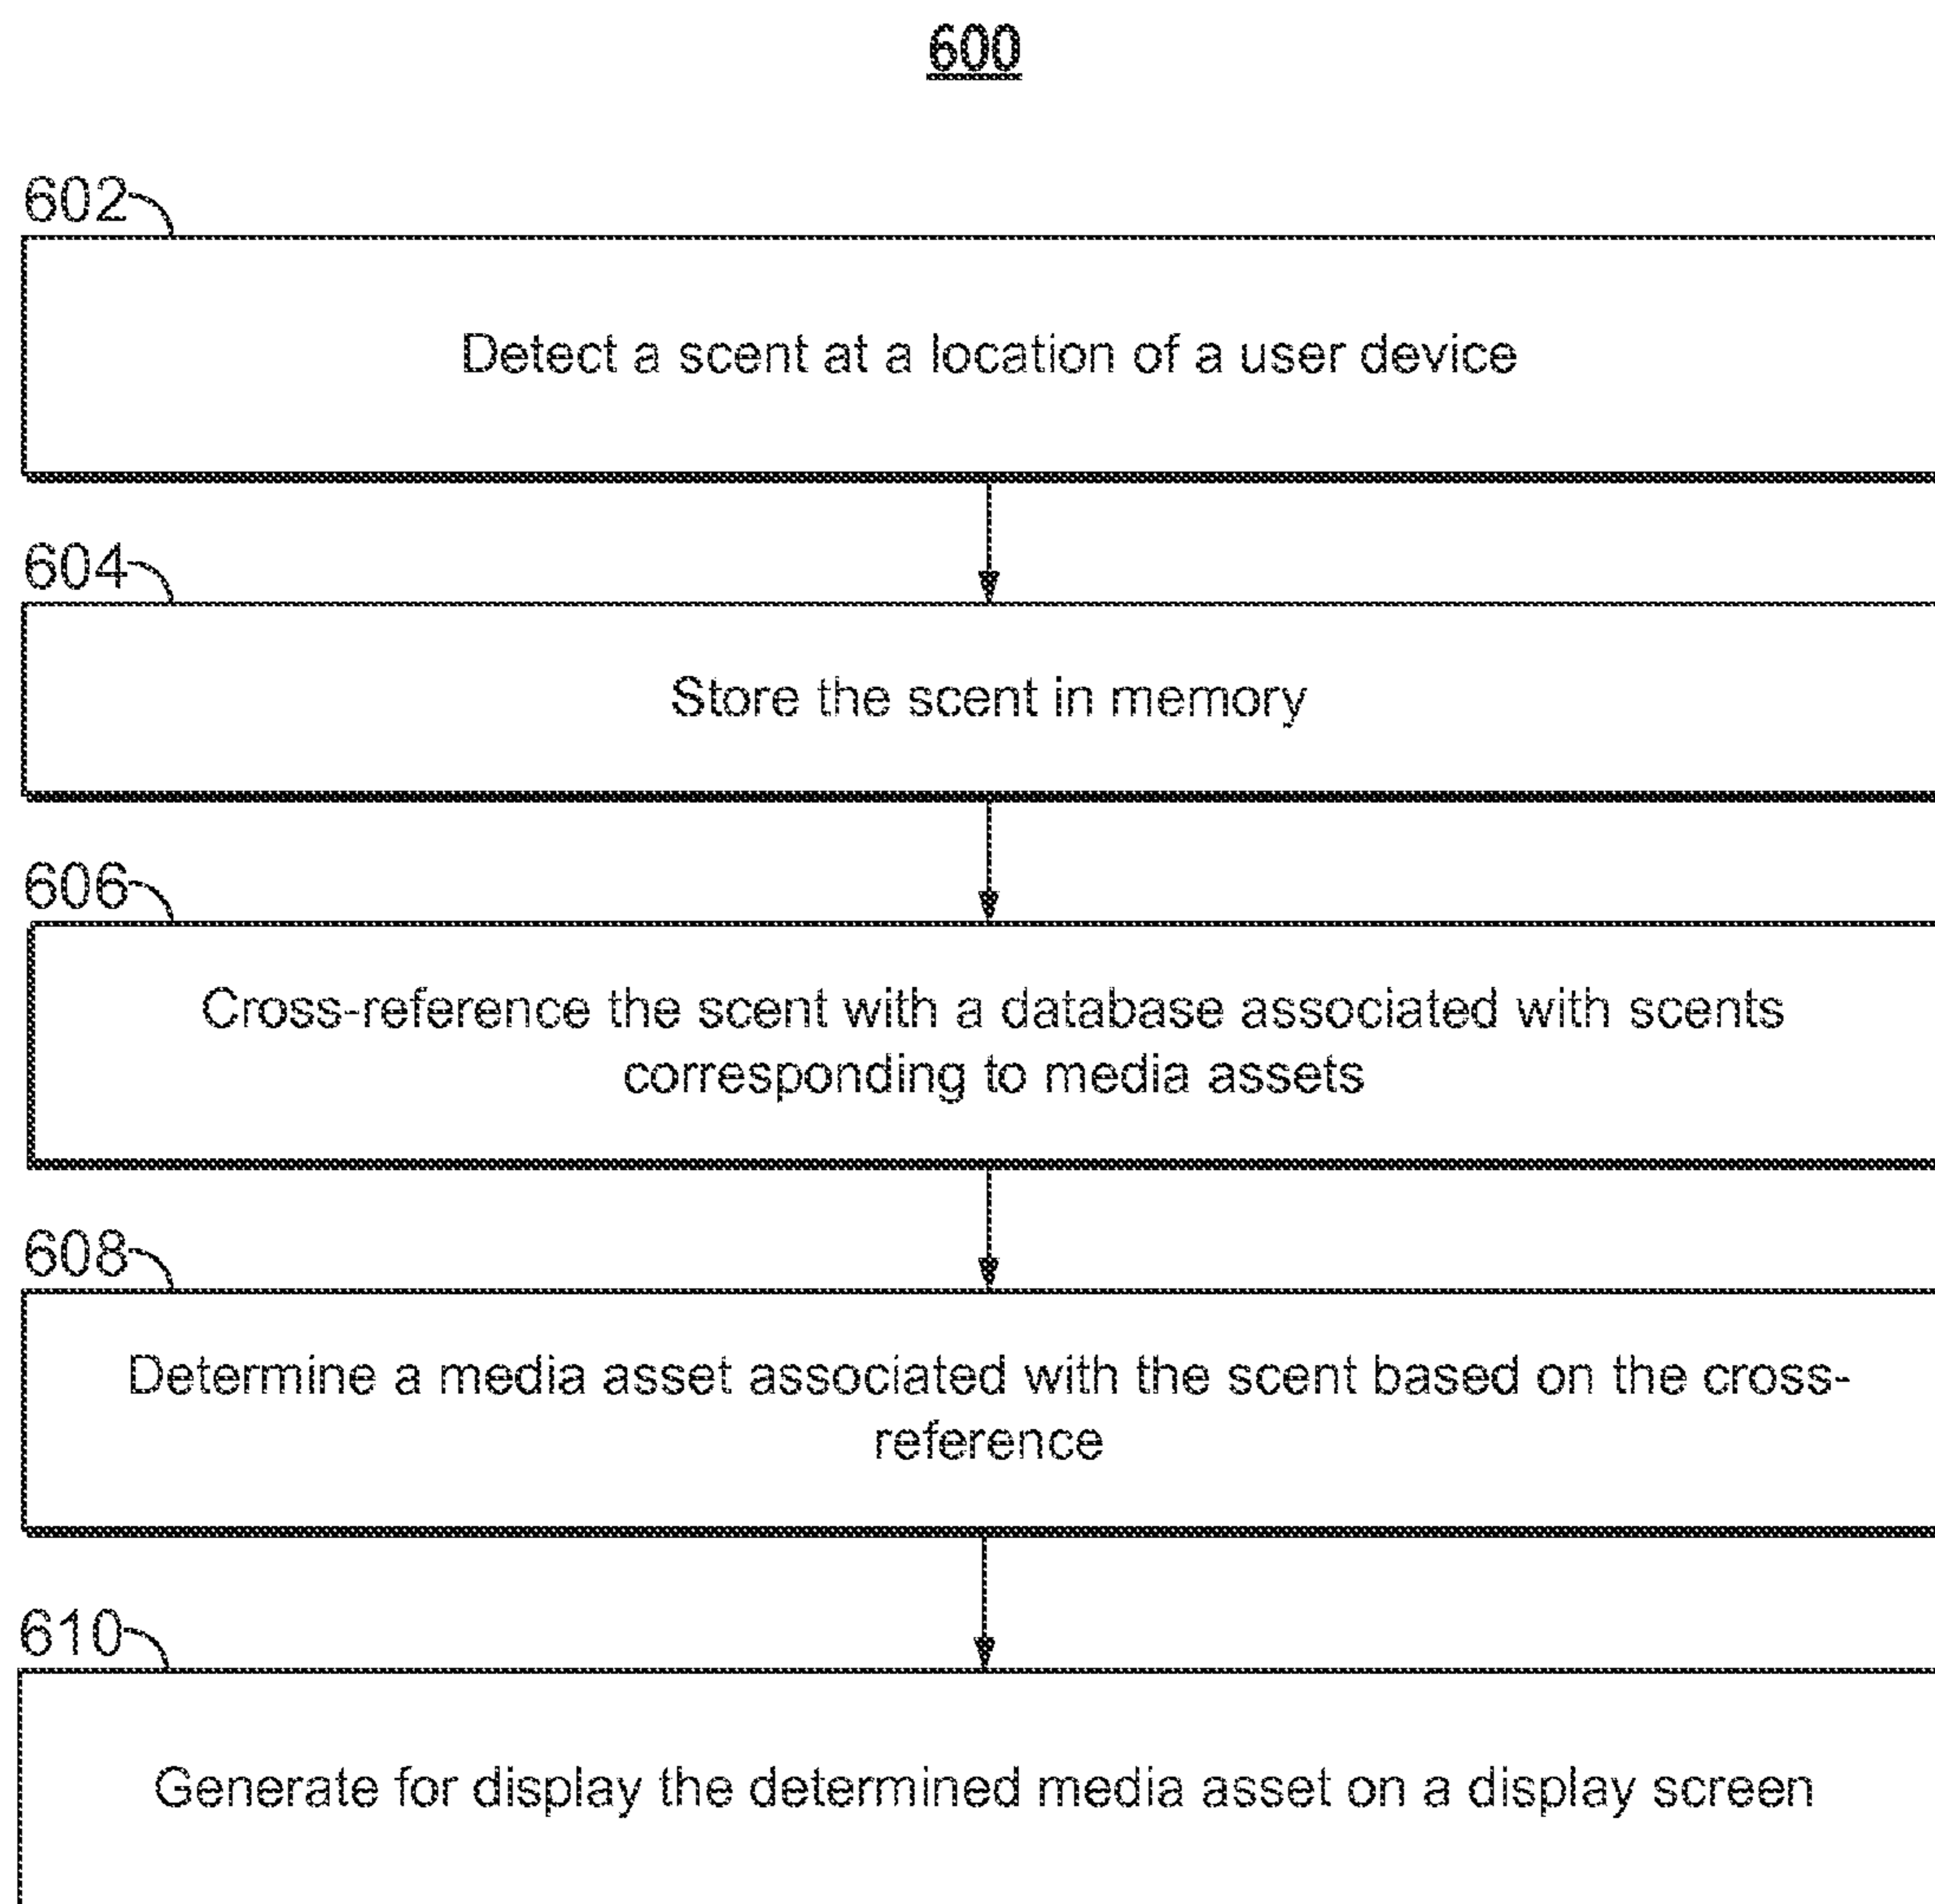 600
602
Detect a scent at a location of a user device
604
Store the scent in memory
606
Cross-reference the scent with a database associated with scents
corresponding to media assets
608
Determine a media asset associated with the scent based on the cross-
reference
610
Generate for display the determined media asset on a display screen